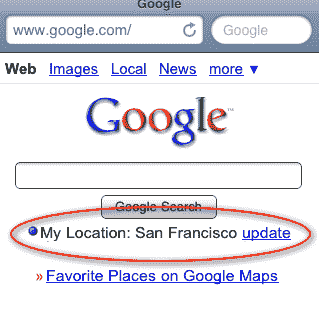 Google
www.google.com/ Google
Web Images Local News more ▼
Google™
Google Search
My Location: San Francisco update
» Favorite Places on Google Maps